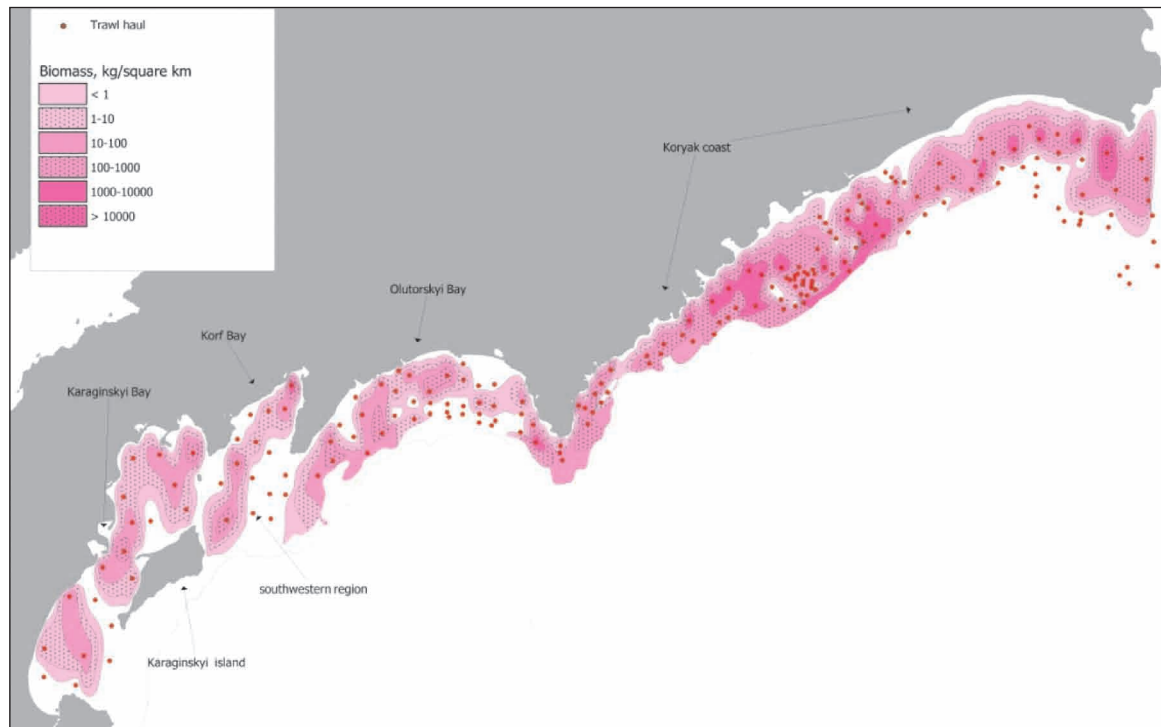 Trawl haul
Biomass, kg/square km
< 1
1-10
10-100
100-1000
1000-10000
> 10000
Koryak coast
Olutorskyi Bay
Korf Bay
Karaginskyi Bay
southwestern region
Karaginskyi island